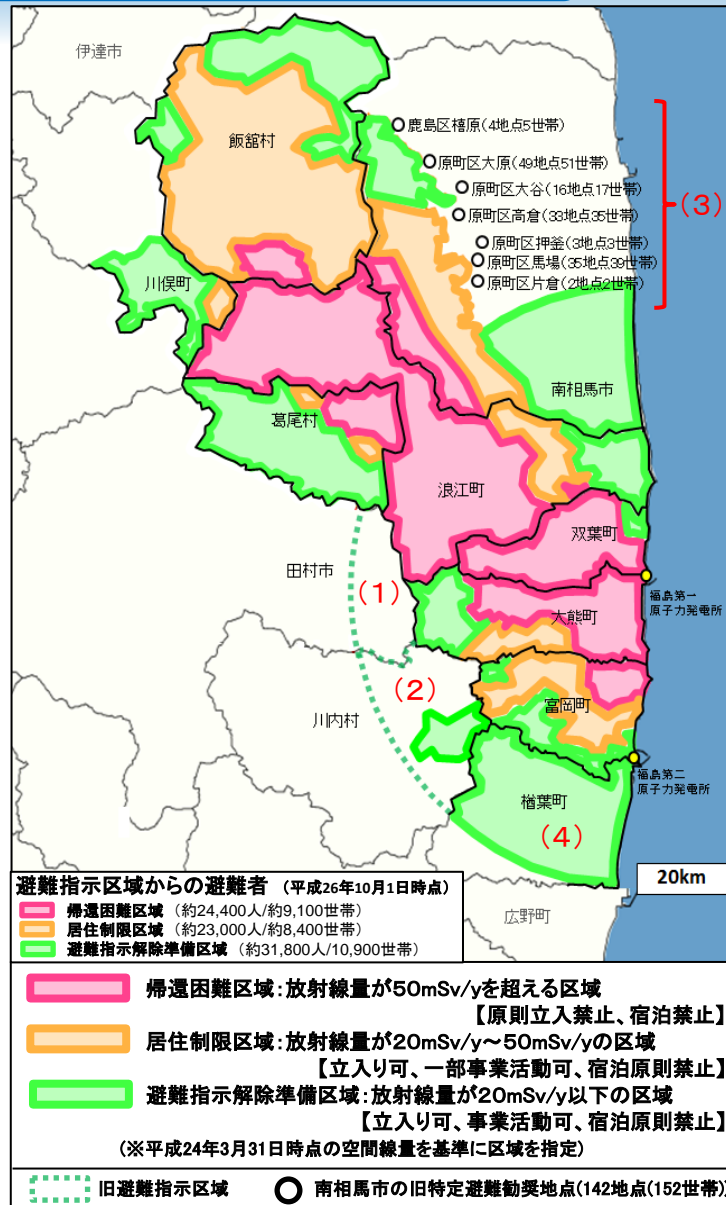 伊達市
飯舘村
鹿島区橲原(4地点5世帯)
原町区大原(49地点51世帯)
原町区大谷(16地点17世帯)
原町区高倉(33地点35世帯)
原町区押釜(3地点3世帯)
原町区馬場(35地点39世帯)
原町区片倉(2地点2世帯)
(3)
川俣町
南相馬市
葛尾村
浪江町
双葉町
田村市
(1)
福島第一
原子力発電所
大熊町
(2)
川内村
富岡町
福島第二
原子力発電所
楢葉町
(4)
20km
広野町
避難指示区域からの避難者 (平成26年10月1日時点)
帰還困難区域 (約24,400人/約9,100世帯)
居住制限区域 (約23,000人/約8,400世帯)
避難指示解除準備区域 (約31,800人/10,900世帯)
帰還困難区域:放射線量が50mSv/yを超える区域
【原則立入禁止、宿泊禁止】
居住制限区域:放射線量が20mSv/y~50mSv/yの区域
【立入り可、一部事業活動可、宿泊原則禁止】
避難指示解除準備区域:放射線量が20mSv/y以下の区域
【立入り可、事業活動可、宿泊原則禁止】
(※平成24年3月31日時点の空間線量を基準に区域を指定)
旧避難指示区域
南相馬市の旧特定避難勧奨地点(142地点(152世帯)